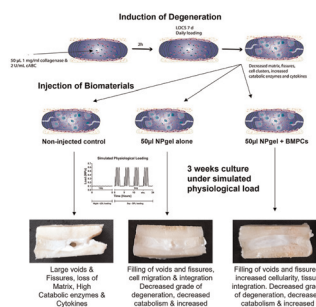 Induction of Degeneration
LDCS 7 d
Daily loading
2h
50 µL 1 mg/ml collagenase &
2 U/mL cABC
Decreased matrix, fissures,
cell clusters, increased
catabolic enzymes and cytokines
Injection of Biomaterials
Non-injected control
50µl NPgel alone
50µl NPgel + BMPCs
Simulated Physiological Loading
Time (hours)
3 weeks culture
under simulated
physiological load
Large voids &
Fissures, loss of
Matrix, High
Catabolic enzymes &
Cytokines
Filling of voids and fissures,
cell migration & integration
Decreased grade of
degeneration, decreased
catabolism & increased
Filling of voids and fissure
increased cellularity, tissu
integration. Decreased grad
of degeneration, decreased
catabolism & increased